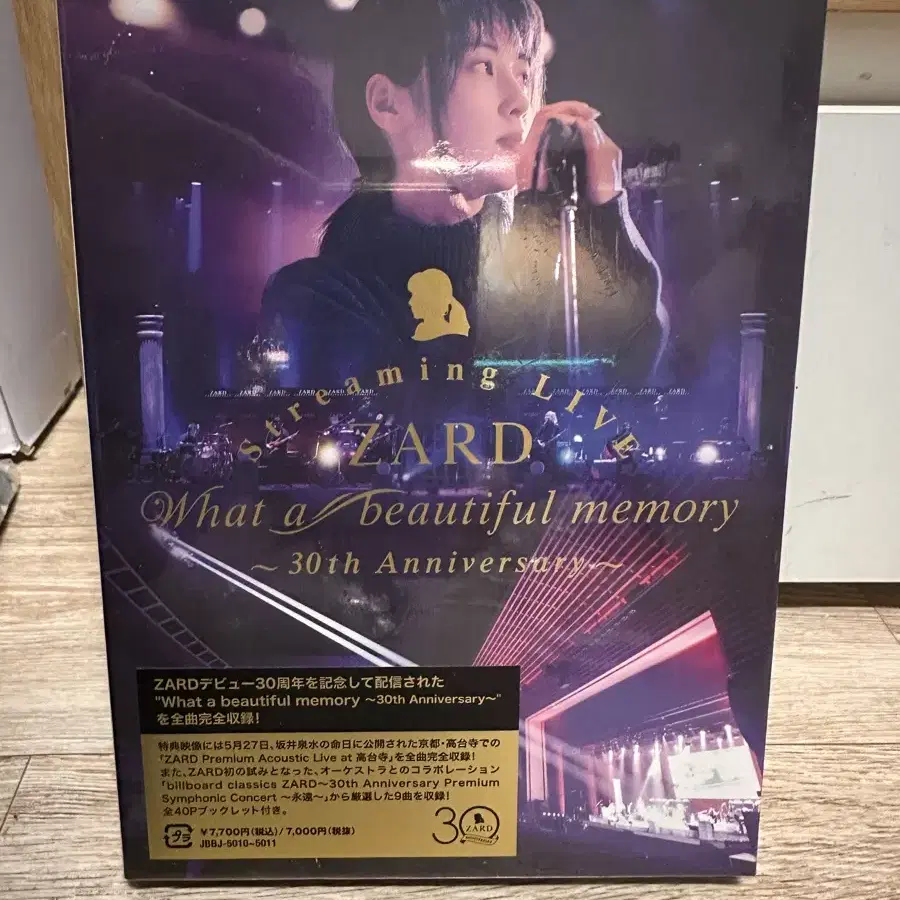 Streaming LIVE
ZARD
What a beautiful memory
~30th Anniversary~
ZARDデビュー30周年を記念して配信された
"What a beautiful memory ~30th Anniversary~"
を全曲完全収録!
特典映像には5月27日、坂井泉水の命日に公開された京都・高台寺での
「ZARD Premium Acoustic Live at 高台寺」を全曲完全収録!
また、ZARD初の試みとなった、オーケストラとのコラボレーション
「billboard classics ZARD~30th Anniversary Premium
Symphonic Concert ~永遠~」から厳選した9曲を収録!
全40Pブックレット付き。
プラ
¥7,700円(税込)/7,000円(税抜)
JBBJ-5010~5011
30
ZARD